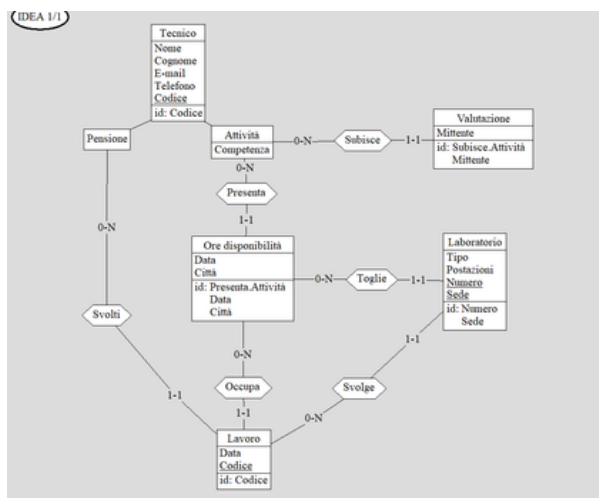 IDEA 1/1
Tecnico
Nome
Cognome
E-mail
Telefono
Codice
id: Codice
Pensione
Attività
Competenza
0-N
Subisce
1-1
Valutazione
Mittente
id: Subisce.Attività
Mittente
0-N
Presenta
1-1
0-N
Ore disponibilità
Data
Città
id: Presenta.Attività
Data
Città
0-N
Toglie
1-1
Laboratorio
Tipo
Postazioni
Numero
Sede
id: Numero
Sede
Svolti
0-N
1-1
Occupa
Svolge
1-1
1-1
0-N
Lavoro
Data
Codice
id: Codice